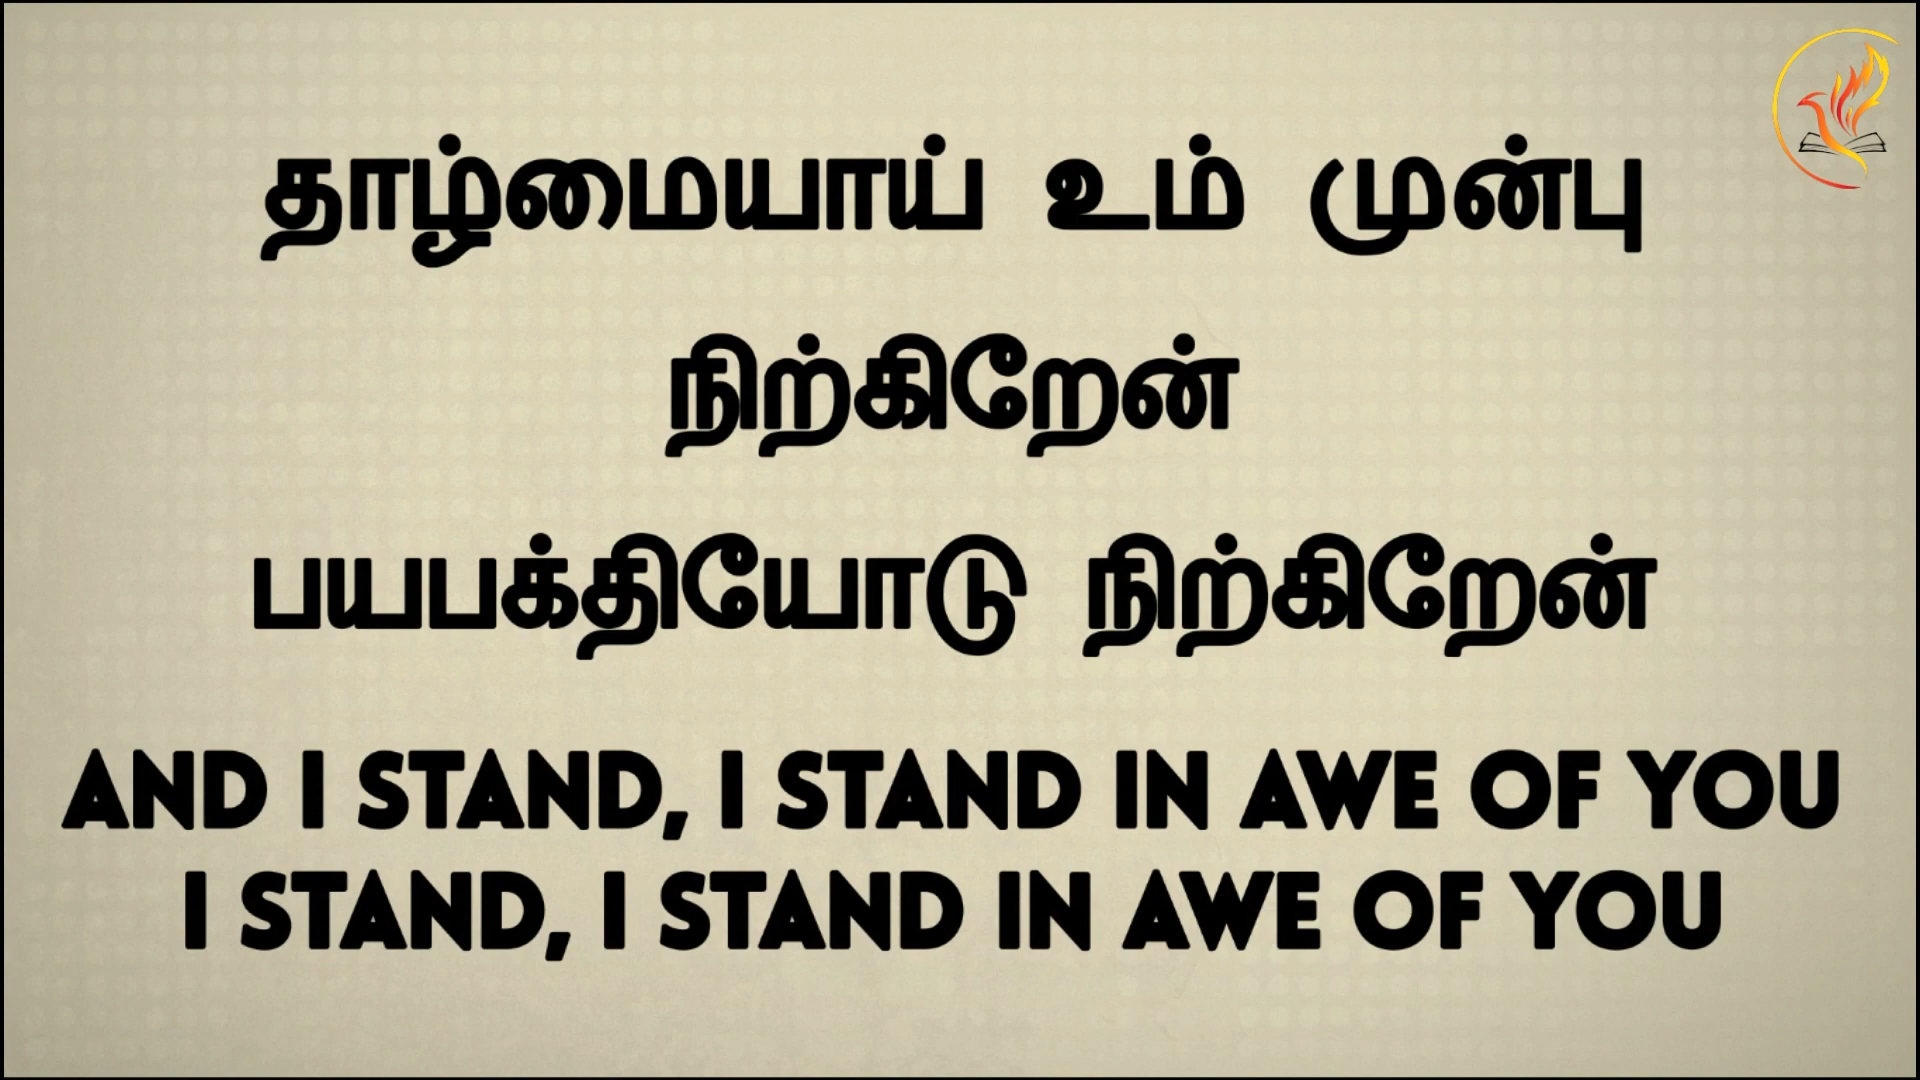 தாழ்மையாய் உம் முன்பு
நிற்கிறேன்
பயபக்தியோடு நிற்கிறேன்
AND I STAND, I STAND IN AWE OF YOU
I STAND, I STAND IN AWE OF YOU